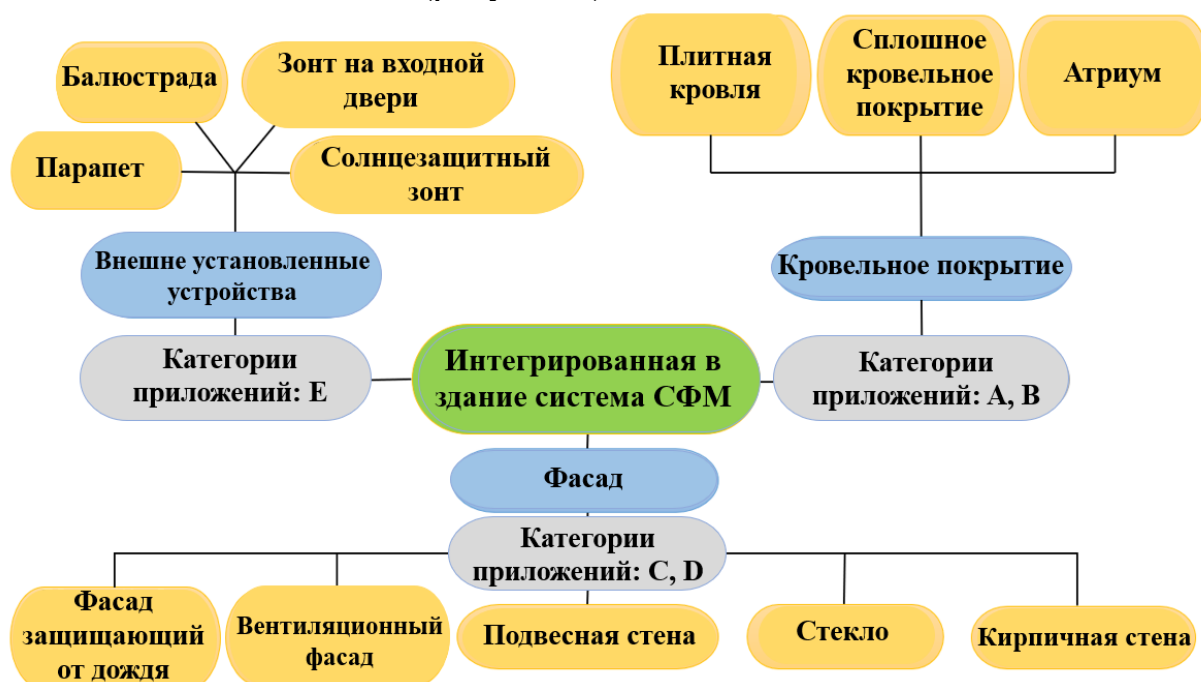 Балюстрада
Зонт на входной
двери
Парапет
Солнцезащитный
зонт
Внешне установленные
устройства
Категории
приложений: E
Плитная
кровля
Сплошное
кровельное
покрытие
Атриум
Кровельное покрытие
Категории
приложений: A, B
Интегрированная в
здание система СФМ
Фасад
Категории
приложений: C, D
Фасад
защищающий
от дождя
Вентиляционный
фасад
Подвесная стена
Стекло
Кирпичная стена